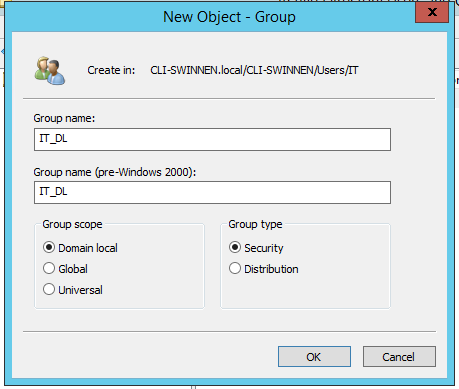 New Object - Group
x
Create in: CLI-SWINNEN.local/CLI-SWINNEN/Users/IT
Group name:
IT_DL
Group name (pre-Windows 2000):
IT_DL
Group scope
Domain local
Global
Universal
Group type
Security
Distribution
OK
Cancel